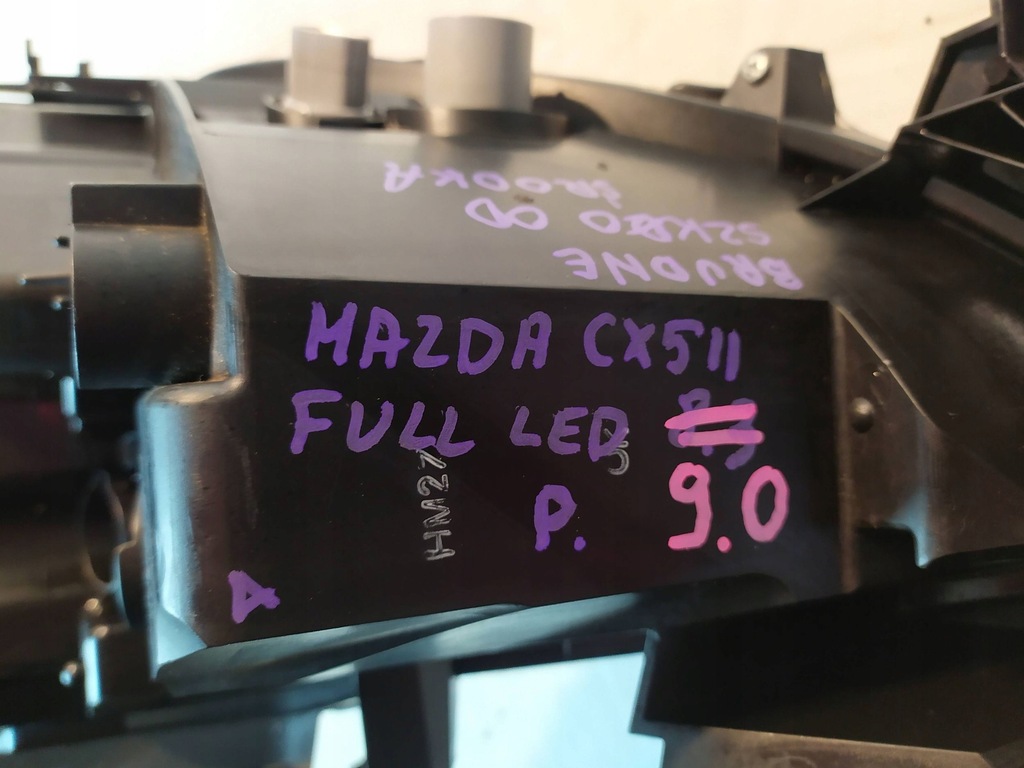 BRUDNE
SZKŁO OD
ŚRODKA
MAZDA CX5 II
FULL LED
P. 9.0
HM27
A